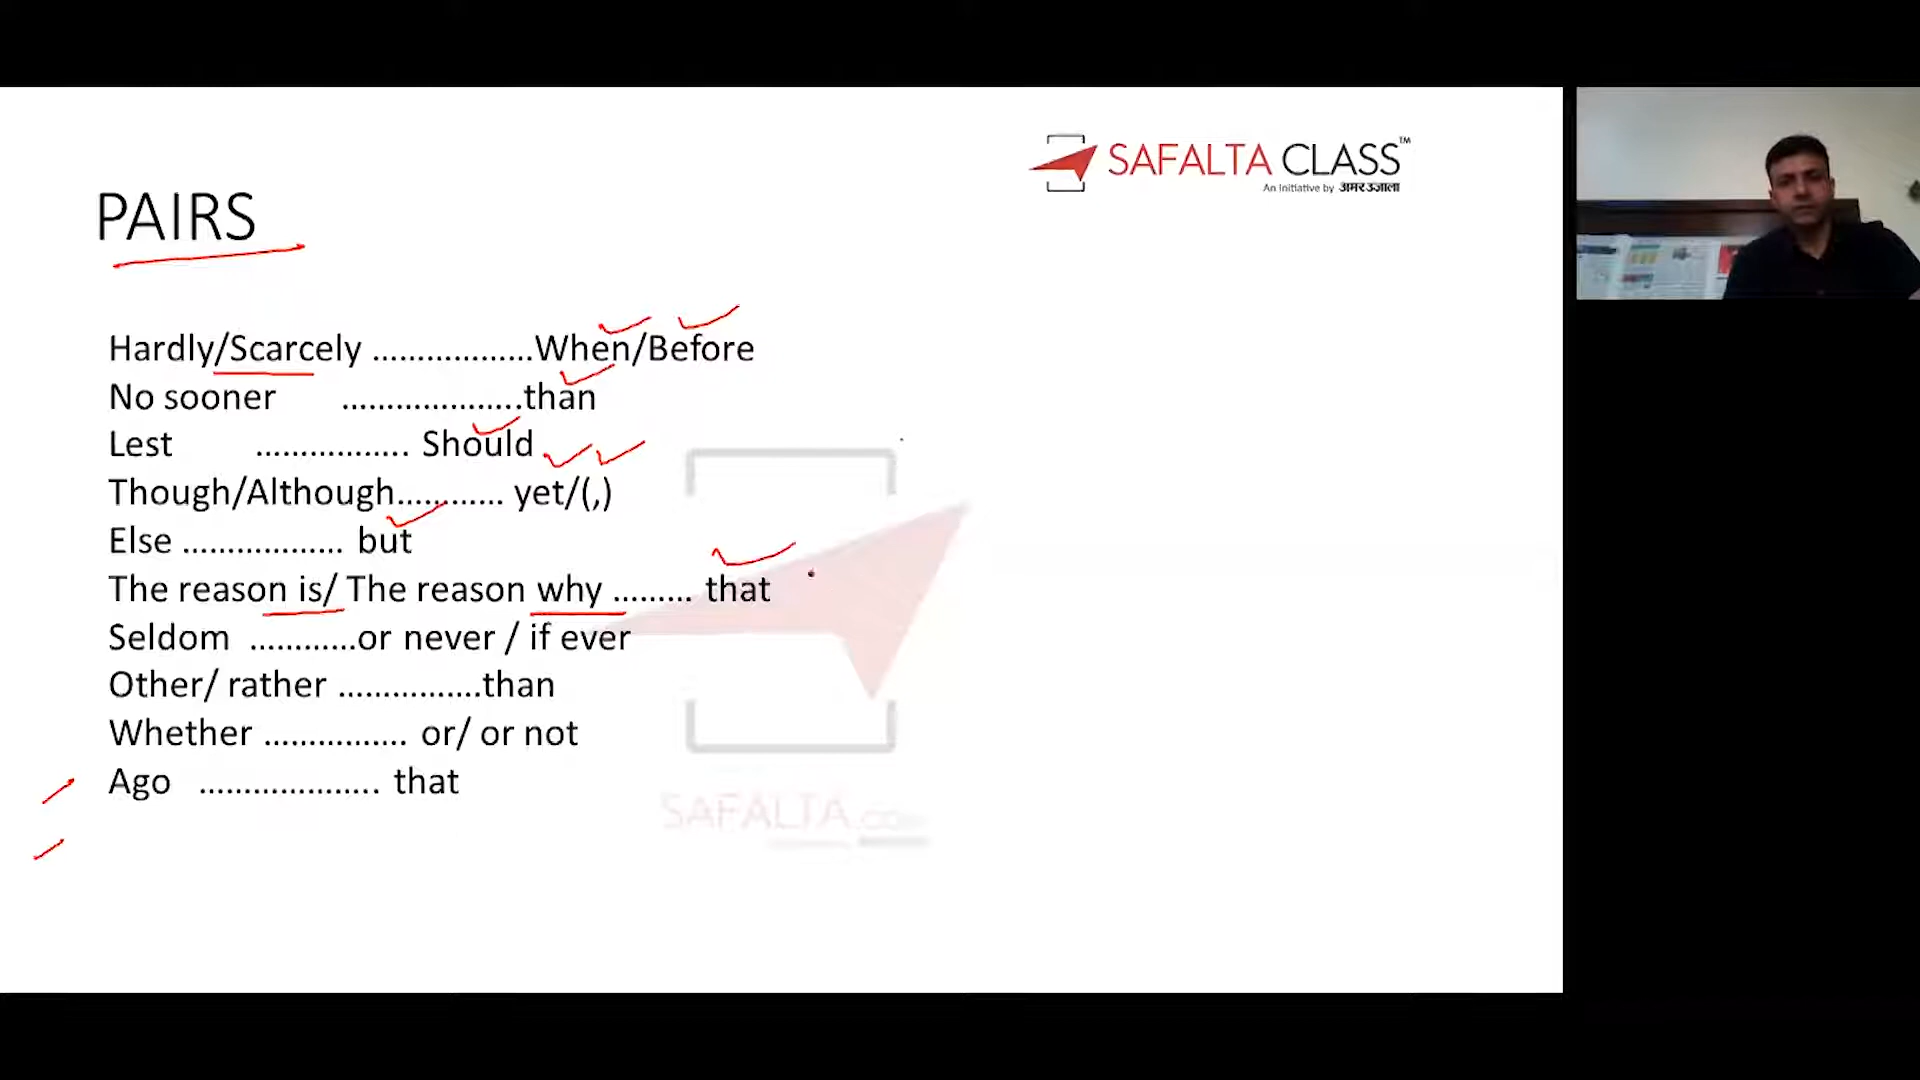 SAFALTA CLASS™
An Initiative by अमर उजाला
PAIRS
Hardly/Scarcely ..................When/Before
No sooner ....................than
Lest ................. Should
Though/Although............ yet/(,)
Else .................. but
The reason is/ The reason why ......... that
Seldom ............or never / if ever
Other/ rather ................than
Whether ................ or/ or not
Ago .................... that
SAFALTA.com